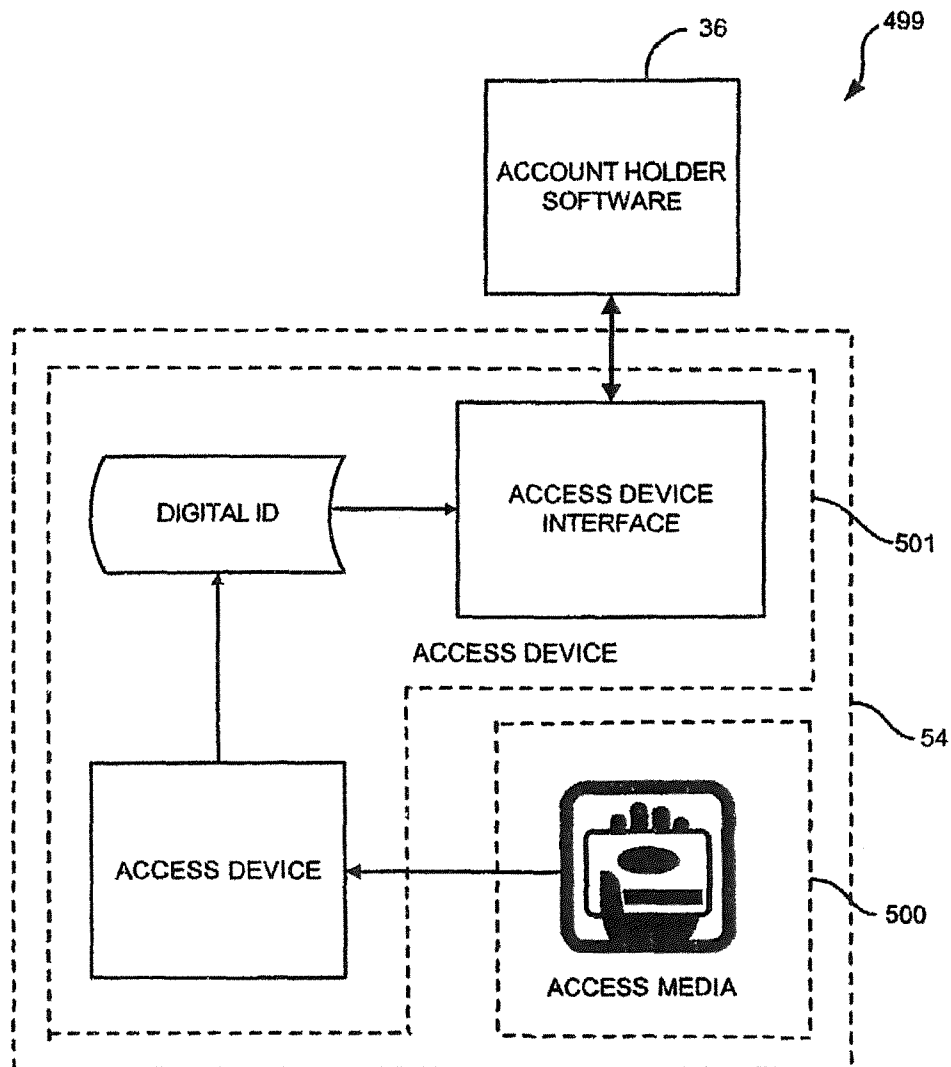 36
499
ACCOUNT HOLDER
SOFTWARE
DIGITAL ID
ACCESS DEVICE
INTERFACE
501
ACCESS DEVICE
54
ACCESS DEVICE
500
ACCESS MEDIA